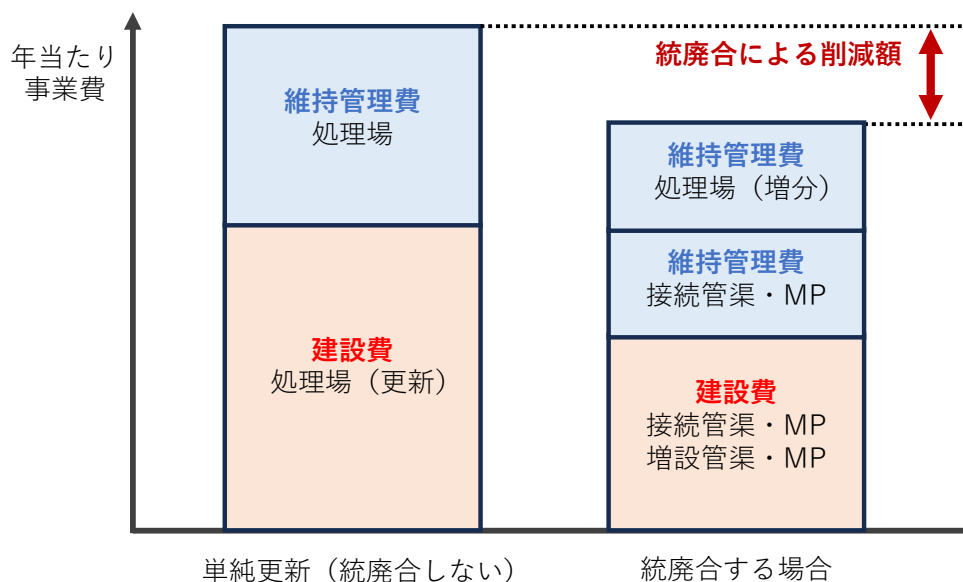 年当たり
事業費
統廃合による削減額
維持管理費
処理場
建設費
処理場（更新）
維持管理費
処理場（増分）
維持管理費
接続管渠・MP
建設費
接続管渠・MP
増設管渠・MP
単純更新（統廃合しない）
統廃合する場合